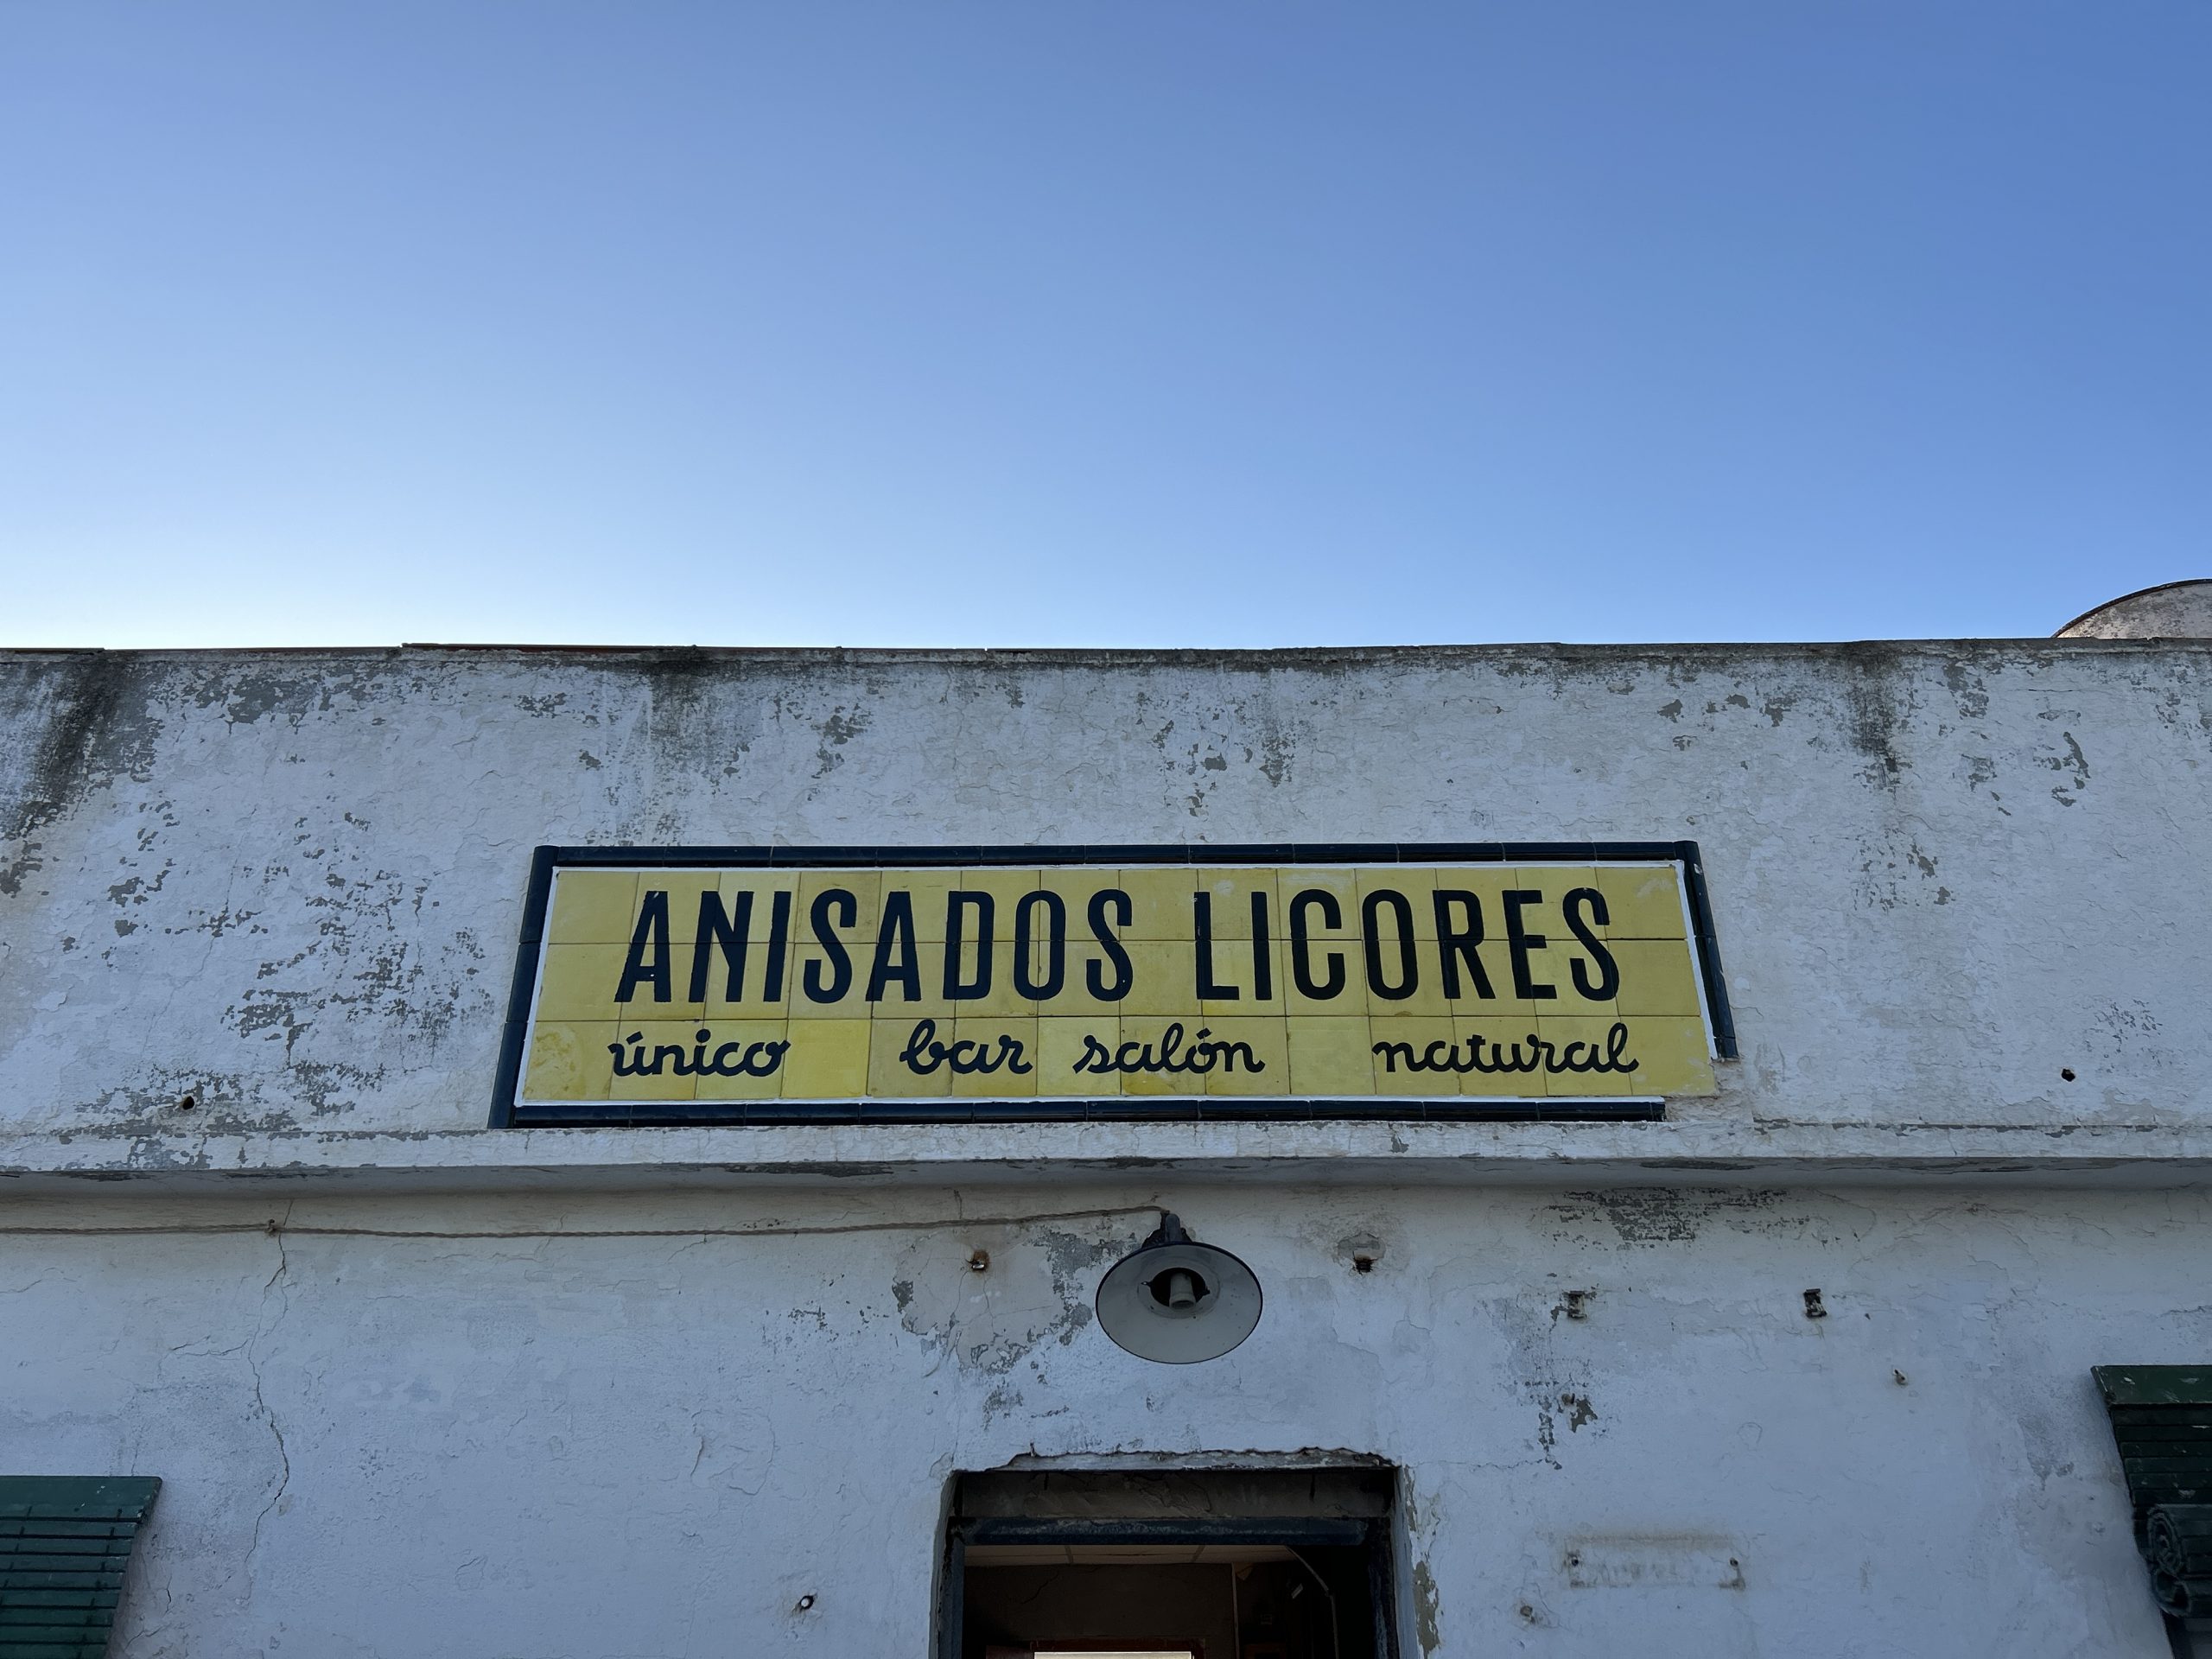 ANISADOS LICORES
único bar salón natural